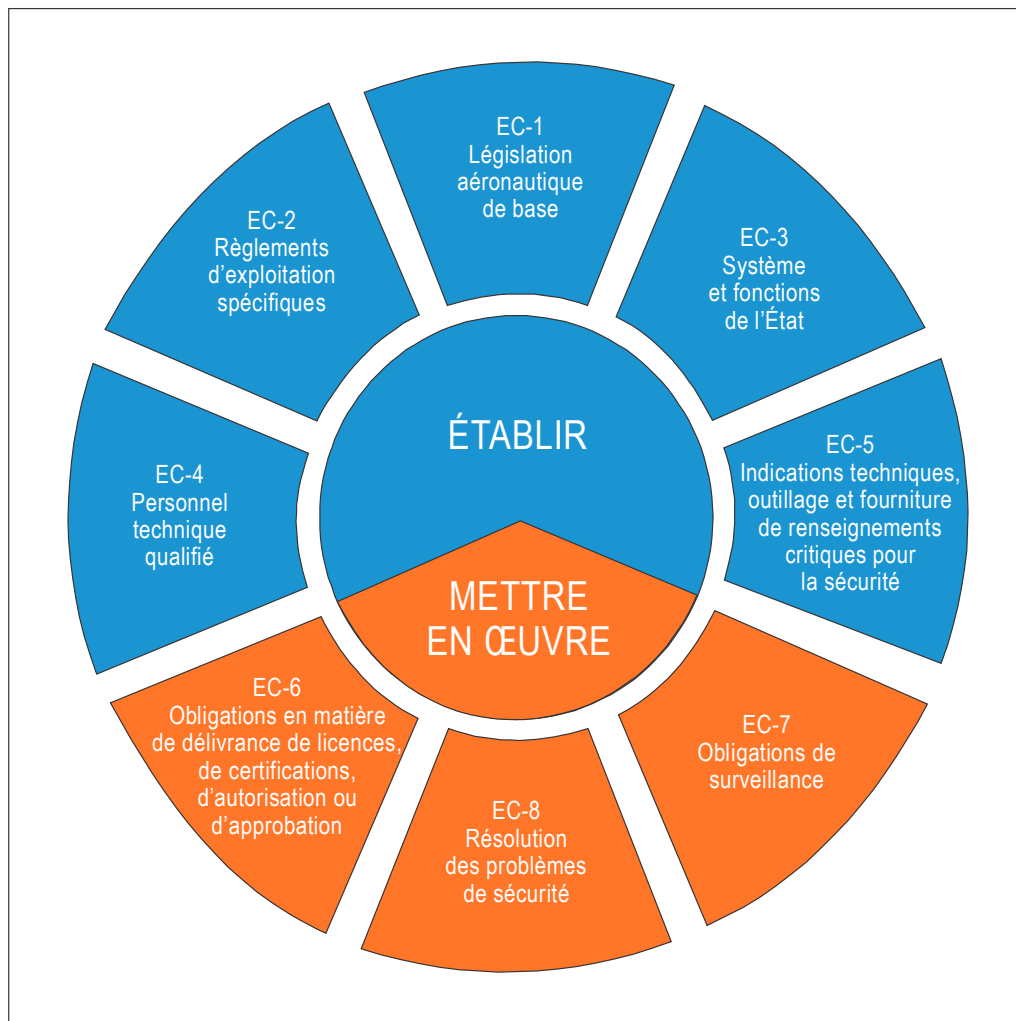 EC-1
Législation
aéronautique
de base
EC-2
Règlements
d'exploitation
spécifiques
EC-3
Système
et fonctions
de l'État
EC-4
Personnel
technique
qualifié
ÉTABLIR
EC-5
Indications techniques,
outillage et fourniture
de renseignements
critiques pour
la sécurité
METTRE
EN ŒUVRE
EC-6
Obligations en matière
de délivrance de licences,
de certifications,
d'autorisation ou
d'approbation
EC-7
Obligations de
surveillance
EC-8
Résolution
des problèmes
de sécurité